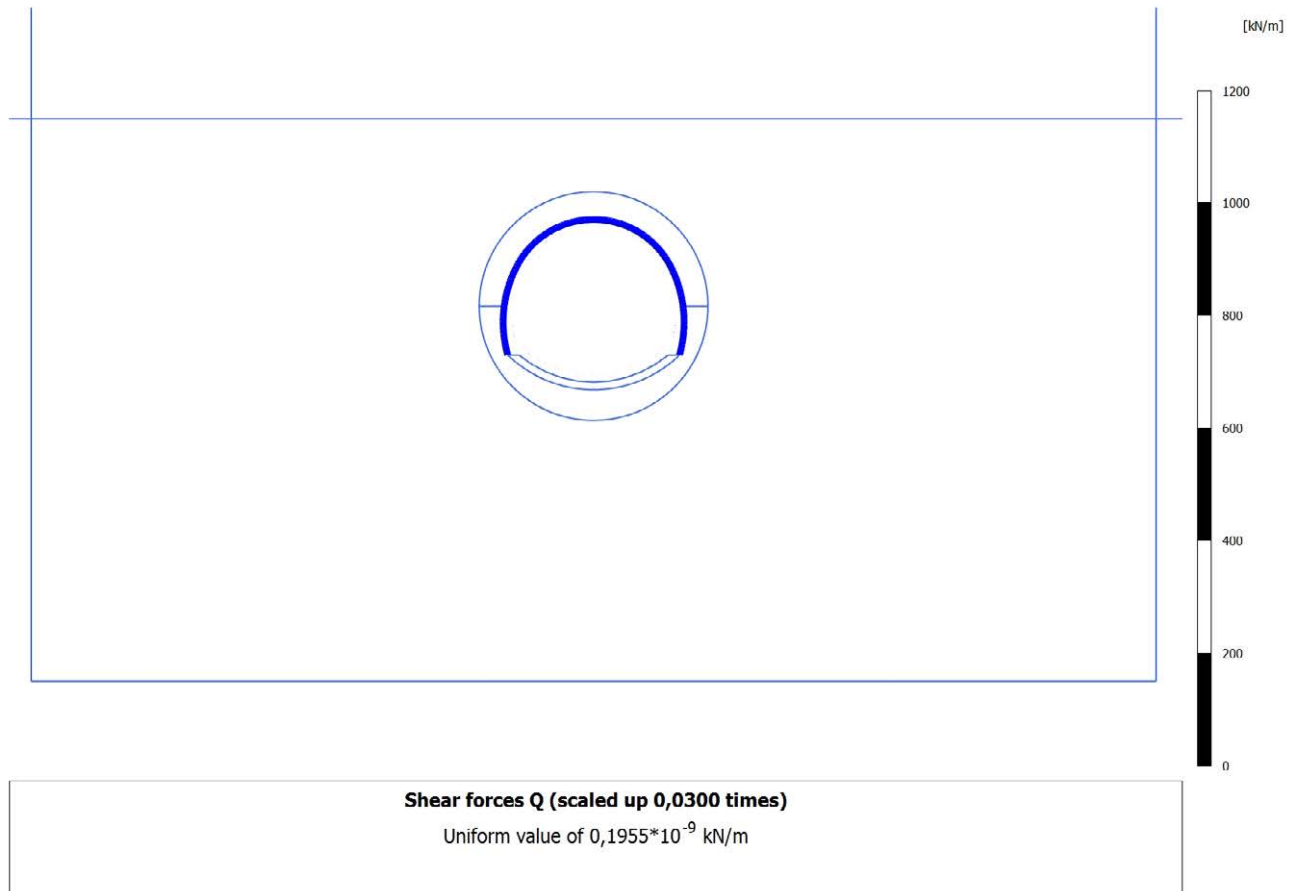 [kN/m]
1200
1000
800
600
400
200
0
Shear forces Q (scaled up 0,0300 times)
Uniform value of 0,1955*10⁻⁹ kN/m